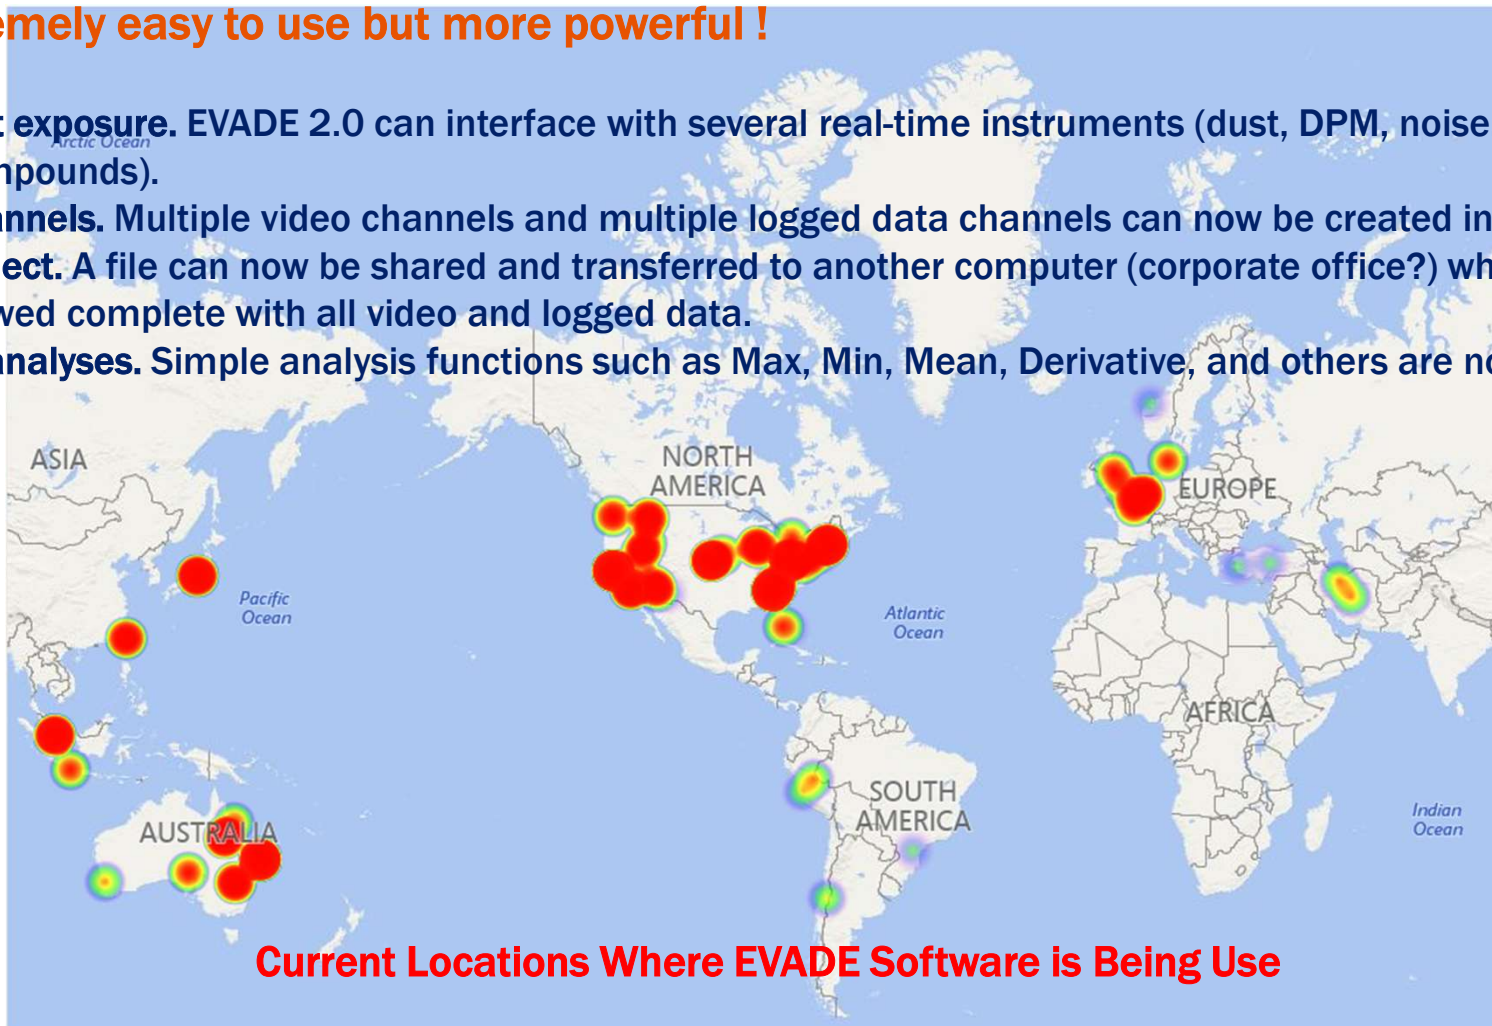 emely easy to use but more powerful !
t exposure. EVADE 2.0 can interface with several real-time instruments (dust, DPM, noise
Arctic Ocean
npounds).
annels. Multiple video channels and multiple logged data channels can now be created in
ect. A file can now be shared and transferred to another computer (corporate office?) wh
wed complete with all video and logged data.
analyses. Simple analysis functions such as Max, Min, Mean, Derivative, and others are no
ASIA
NORTH
AMERICA
EUROPE
Pacific
Ocean
Atlantic
Ocean
AFRICA
SOUTH
AMERICA
Indian
Ocean
AUSTRALIA
Current Locations Where EVADE Software is Being Use